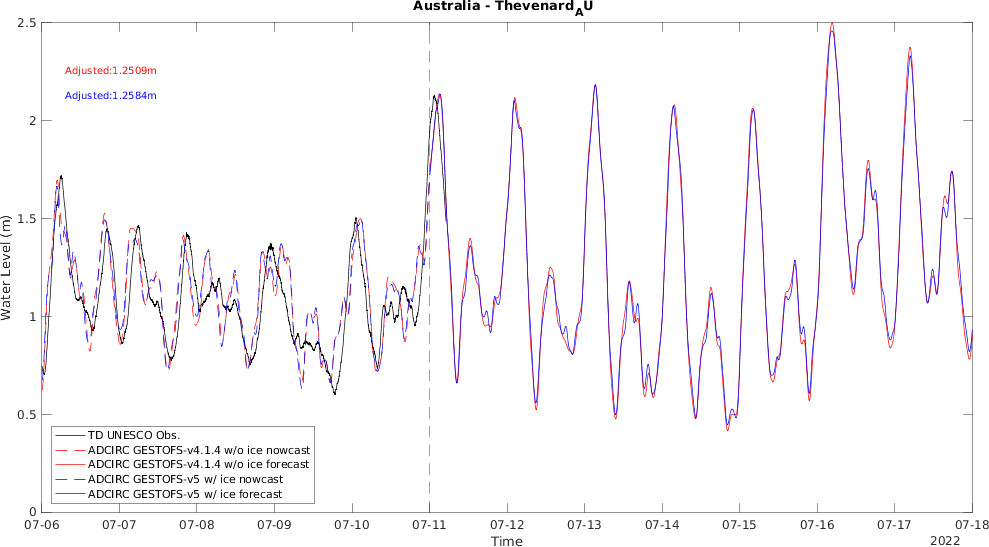 Australia - Thevenard_AU
Adjusted:1.2509m
Adjusted:1.2584m
Water Level (m)
2.5
2
1.5
1
0.5
0
TD UNESCO Obs.
ADCIRC GESTOFS-v4.1.4 w/o ice nowcast
ADCIRC GESTOFS-v4.1.4 w/o ice forecast
ADCIRC GESTOFS-v5 w/ ice nowcast
ADCIRC GESTOFS-v5 w/ ice forecast
07-06 07-07 07-08 07-09 07-10 07-11 07-12 07-13 07-14 07-15 07-16 07-17 07-18
Time
2022